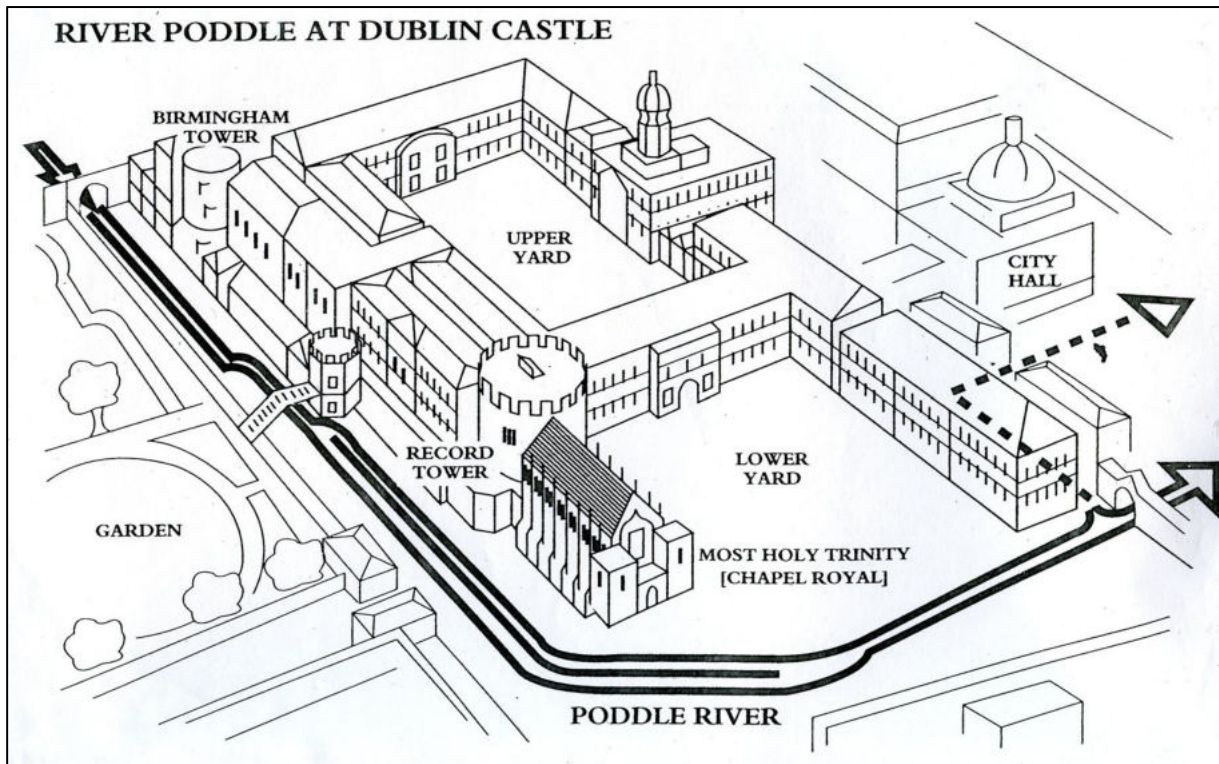 RIVER PODDLE AT DUBLIN CASTLE
BIRMINGHAM
TOWER
UPPER
YARD
CITY
HALL
RECORD
TOWER
LOWER
YARD
GARDEN
MOST HOLY TRINITY
[CHAPEL ROYAL]
PODDLE RIVER